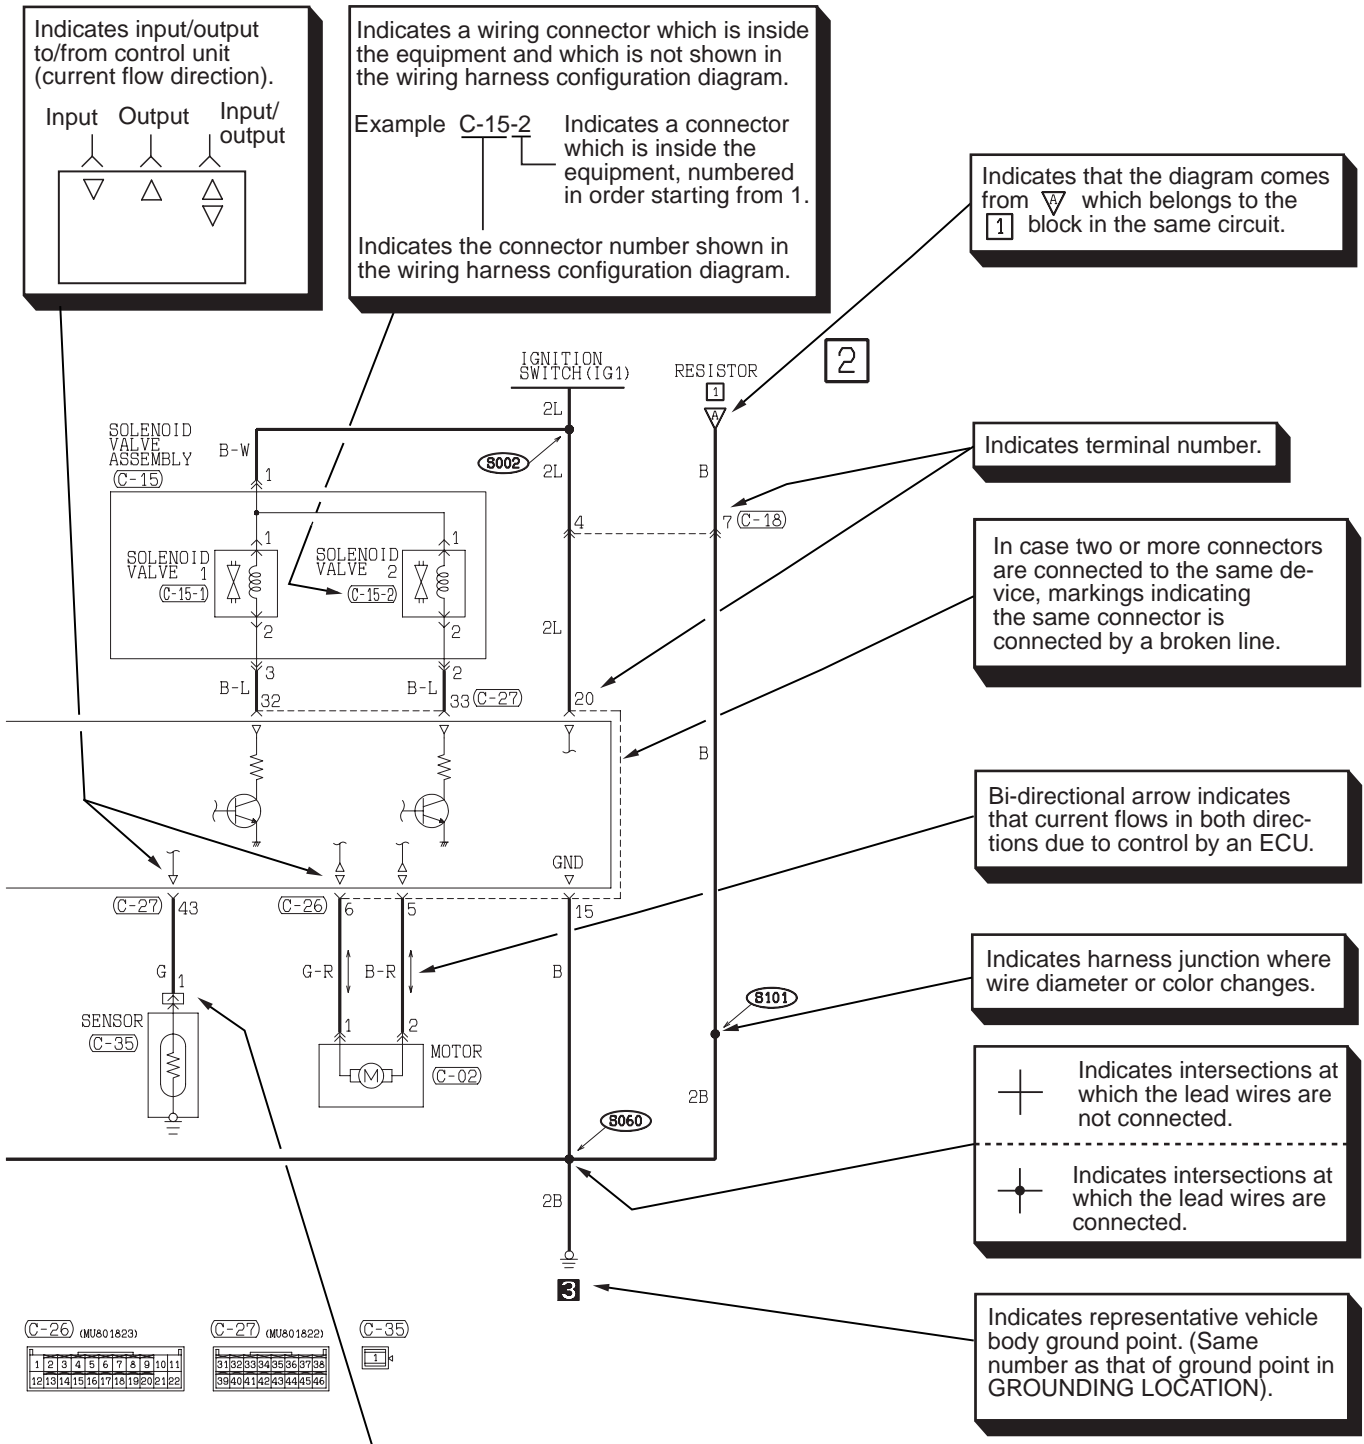 Indicates input/output
to/from control unit
(current flow direction).
Input
Output
Input/
output
Indicates a wiring connector which is inside
the equipment and which is not shown in
the wiring harness configuration diagram.
Example C-15-2
Indicates a connector
which is inside the
equipment, numbered
in order starting from 1.
Indicates the connector number shown in
the wiring harness configuration diagram.
Indicates that the diagram comes
from A which belongs to the
1 block in the same circuit.
2
IGNITION
SWITCH(IG1)
RESISTOR
1
A
2L
SOLENOID
VALVE
ASSEMBLY
(C-15)
B-W
1
S002
2L
B
Indicates terminal number.
4
7 (C-18)
1
1
SOLENOID
VALVE 1
(C-15-1)
SOLENOID
VALVE 2
(C-15-2)
2
2
2L
In case two or more connectors
are connected to the same de-
vice, markings indicating
the same connector is
connected by a broken line.
3
2
B-L
B-L
32
33 (C-27)
20
B
Bi-directional arrow indicates
that current flows in both direc-
tions due to control by an ECU.
GND
(C-27) 43
(C-26) 6
5
15
G
1
G-R
B-R
B
Indicates harness junction where
wire diameter or color changes.
S101
SENSOR
(C-35)
1
2
MOTOR
(C-02)
M
2B
S060
Indicates intersections at
which the lead wires are
not connected.
Indicates intersections at
which the lead wires are
connected.
2B
3
Indicates representative vehicle
body ground point. (Same
number as that of ground point in
GROUNDING LOCATION).
(C-26) (MU801823)
1 2 3 4 5 6 7 8 9 10 11
12 13 14 15 16 17 18 19 20 21 22
(C-27) (MU801822)
31 32 33 34 35 36 37 38
39 40 41 42 43 44 45 46
(C-35)
1